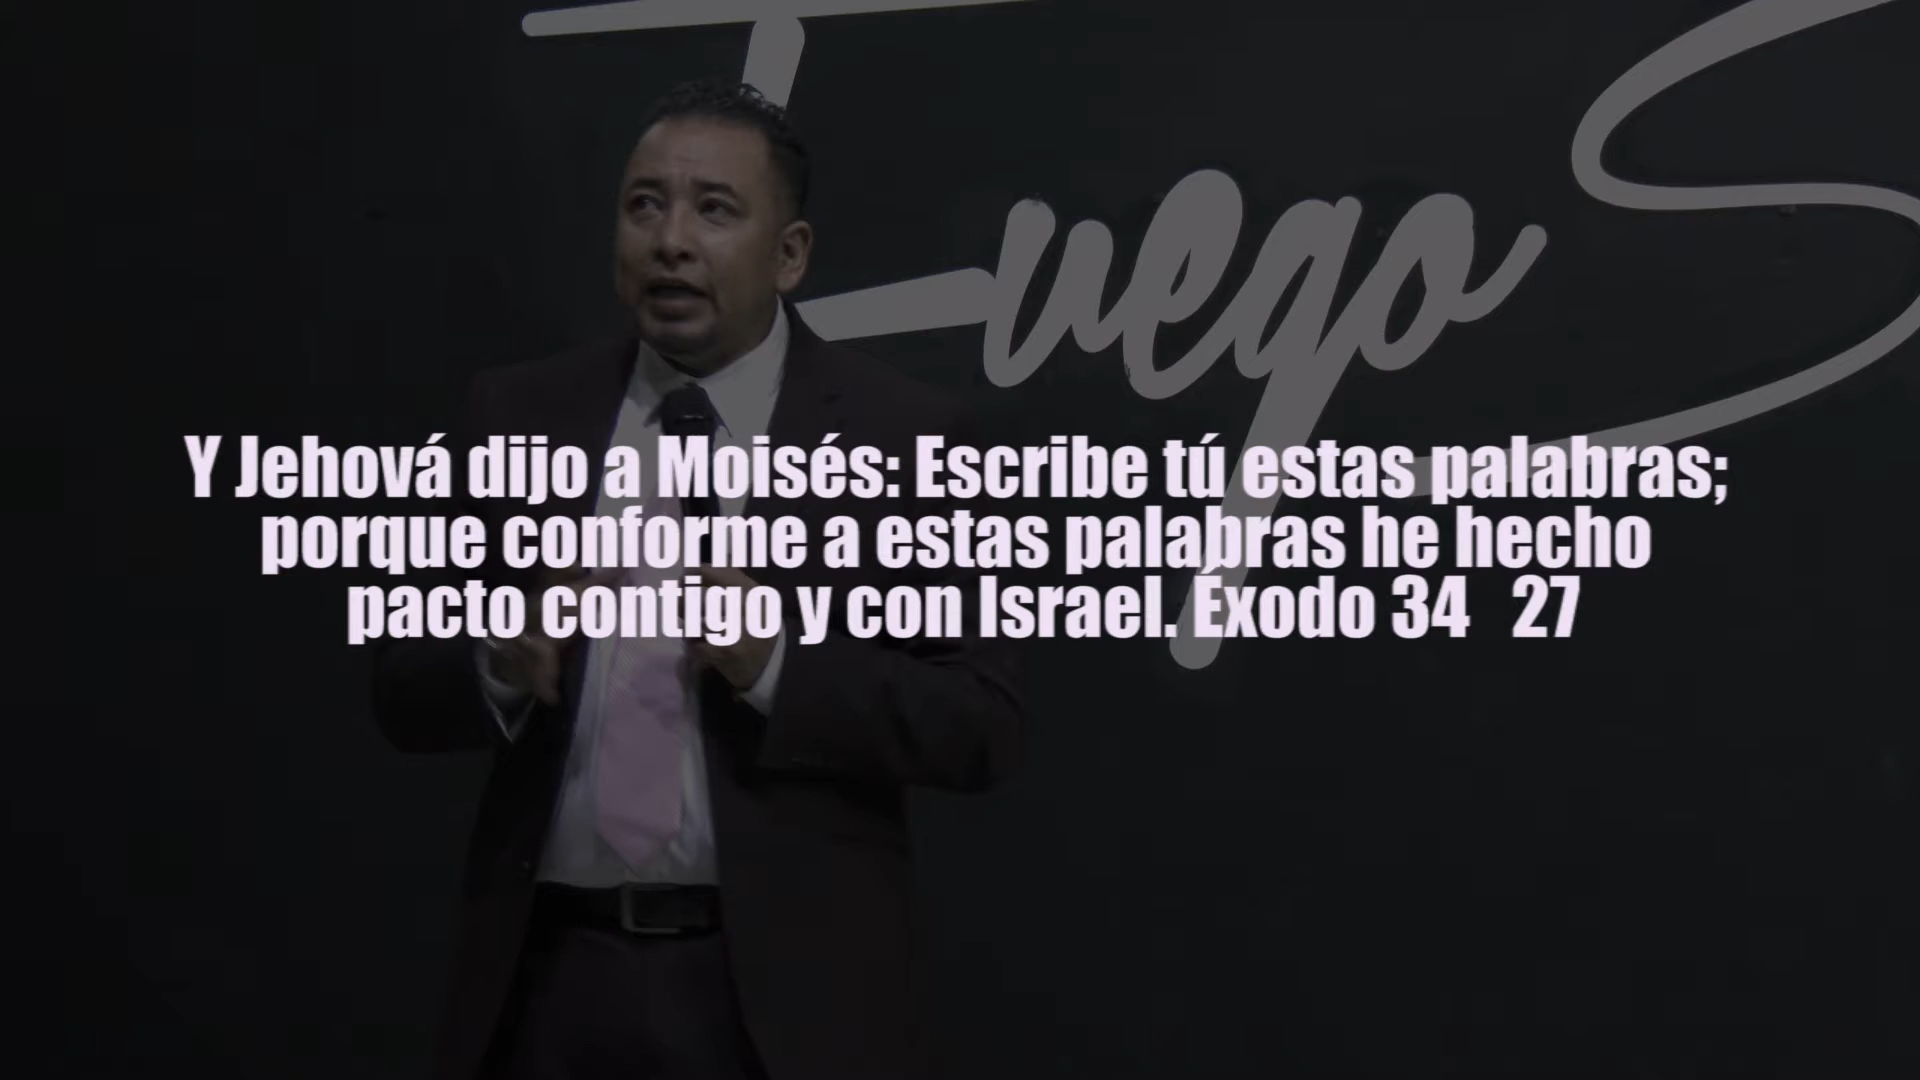 Fuego S
Y Jehová dijo a Moisés: Escribe tú estas palabras;
porque conforme a estas palabras he hecho
pacto contigo y con Israel. Éxodo 34   27